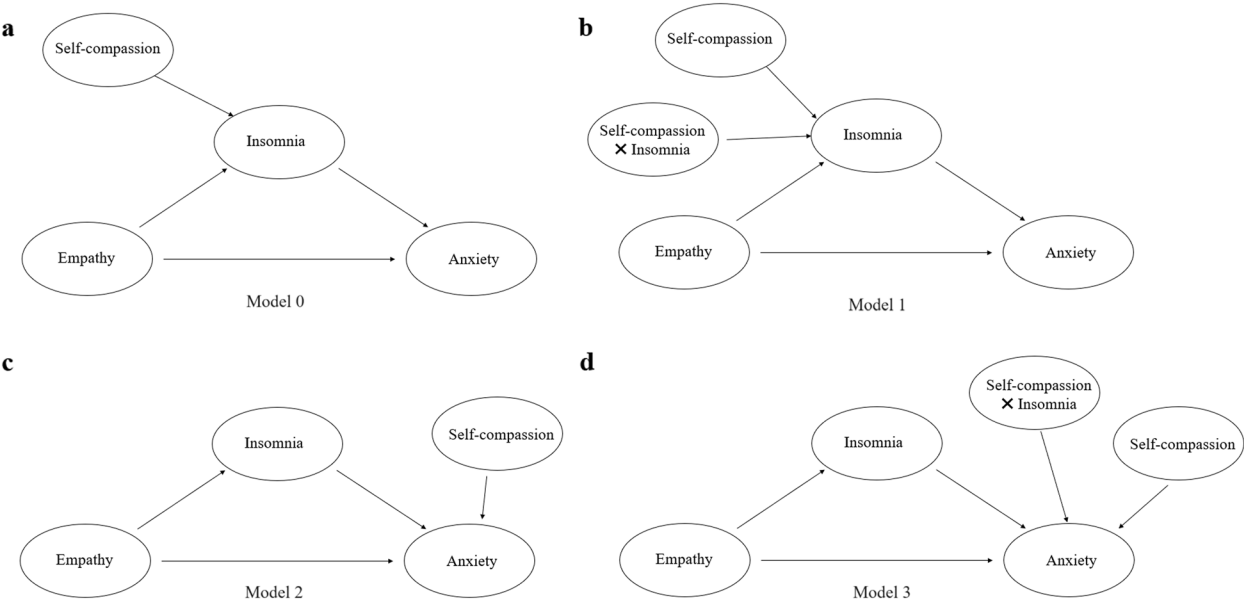 a
Self-compassion
Insomnia
Empathy
Anxiety
Model 0
b
Self-compassion
Self-compassion
✕ Insomnia
Insomnia
Empathy
Anxiety
Model 1
c
Insomnia
Self-compassion
Empathy
Anxiety
Model 2
d
Self-compassion
✕ Insomnia
Insomnia
Self-compassion
Empathy
Anxiety
Model 3